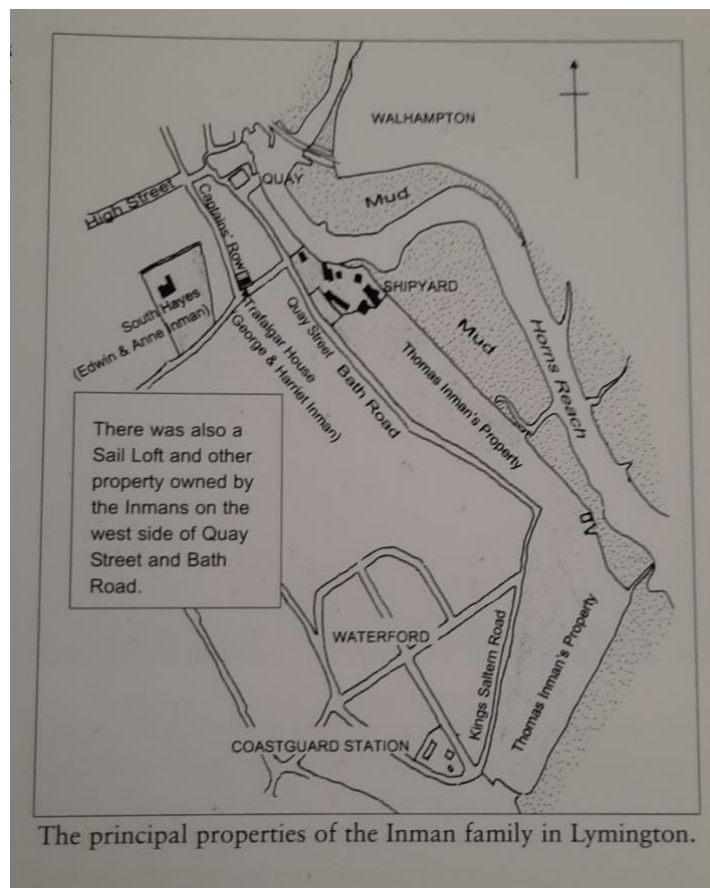 WALHAMPTON
QUAY
High Street
Captains' Row
Mud
SHIPYARD
South Hayes
(Edwin & Anne Inman)
Trafalgar House
(George & Harriet Inman)
Quay Street
Bath Road
Mud
Horns Reach
Thomas Inman's Property
There was also a
Sail Loft and other
property owned by
the Inmans on the
west side of Quay
Street and Bath
Road.
WATERFORD
Kings Saltern Road
Thomas Inman's Property
COASTGUARD STATION
The principal properties of the Inman family in Lymington.